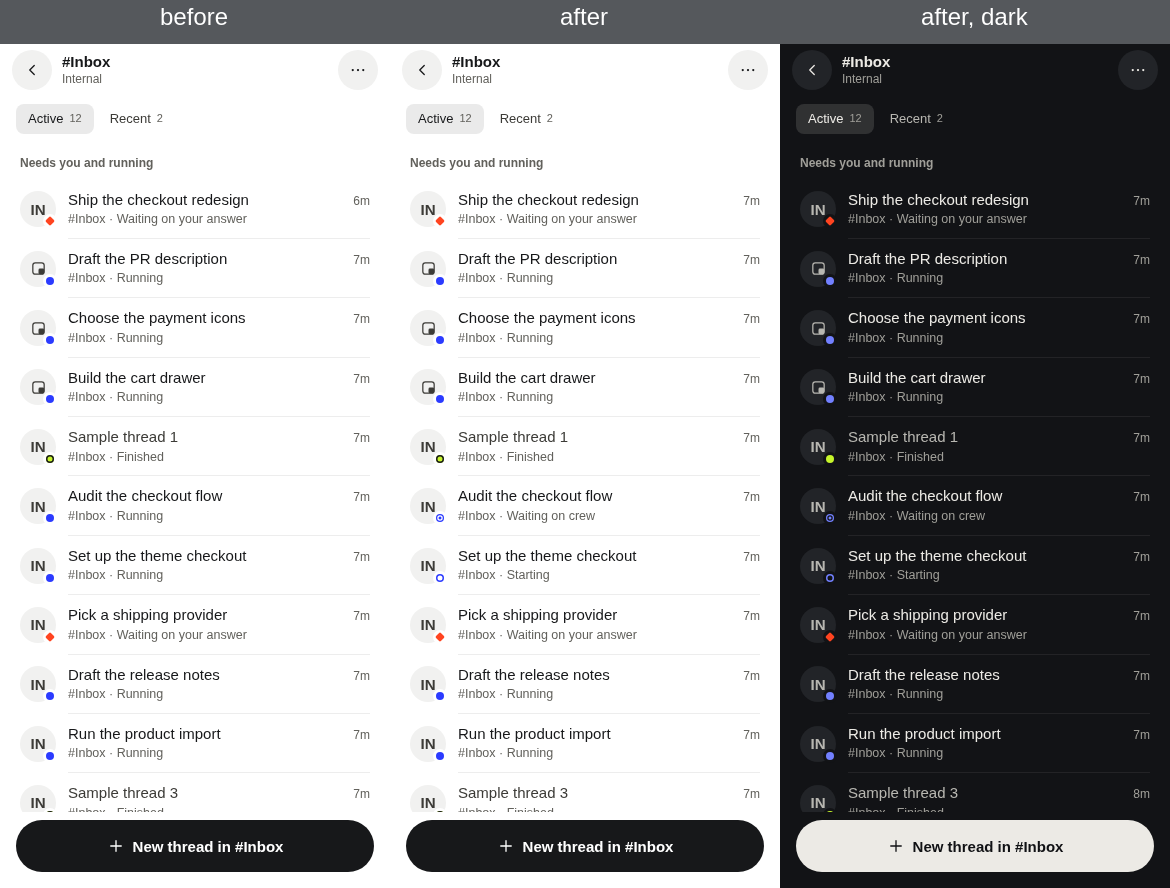 before
#Inbox
Internal
Active 12 Recent 2
Needs you and running
IN Ship the checkout redesign 6m
#Inbox · Waiting on your answer
Draft the PR description 7m
#Inbox · Running
Choose the payment icons 7m
#Inbox · Running
Build the cart drawer 7m
#Inbox · Running
IN Sample thread 1 7m
#Inbox · Finished
IN Audit the checkout flow 7m
#Inbox · Running
IN Set up the theme checkout 7m
#Inbox · Running
IN Pick a shipping provider 7m
#Inbox · Waiting on your answer
IN Draft the release notes 7m
#Inbox · Running
IN Run the product import 7m
#Inbox · Running
IN Sample thread 3 7m
#Inbox · Finished
New thread in #Inbox
after
#Inbox
Internal
Active 12 Recent 2
Needs you and running
IN Ship the checkout redesign 7m
#Inbox · Waiting on your answer
Draft the PR description 7m
#Inbox · Running
Choose the payment icons 7m
#Inbox · Running
Build the cart drawer 7m
#Inbox · Running
IN Sample thread 1 7m
#Inbox · Finished
IN Audit the checkout flow 7m
#Inbox · Waiting on crew
IN Set up the theme checkout 7m
#Inbox · Starting
IN Pick a shipping provider 7m
#Inbox · Waiting on your answer
IN Draft the release notes 7m
#Inbox · Running
IN Run the product import 7m
#Inbox · Running
IN Sample thread 3 7m
#Inbox · Finished
New thread in #Inbox
after, dark
#Inbox
Internal
Active 12 Recent 2
Needs you and running
IN Ship the checkout redesign 7m
#Inbox · Waiting on your answer
Draft the PR description 7m
#Inbox · Running
Choose the payment icons 7m
#Inbox · Running
Build the cart drawer 7m
#Inbox · Running
IN Sample thread 1 7m
#Inbox · Finished
IN Audit the checkout flow 7m
#Inbox · Waiting on crew
IN Set up the theme checkout 7m
#Inbox · Starting
IN Pick a shipping provider 7m
#Inbox · Waiting on your answer
IN Draft the release notes 7m
#Inbox · Running
IN Run the product import 7m
#Inbox · Running
IN Sample thread 3 8m
#Inbox · Finished
New thread in #Inbox